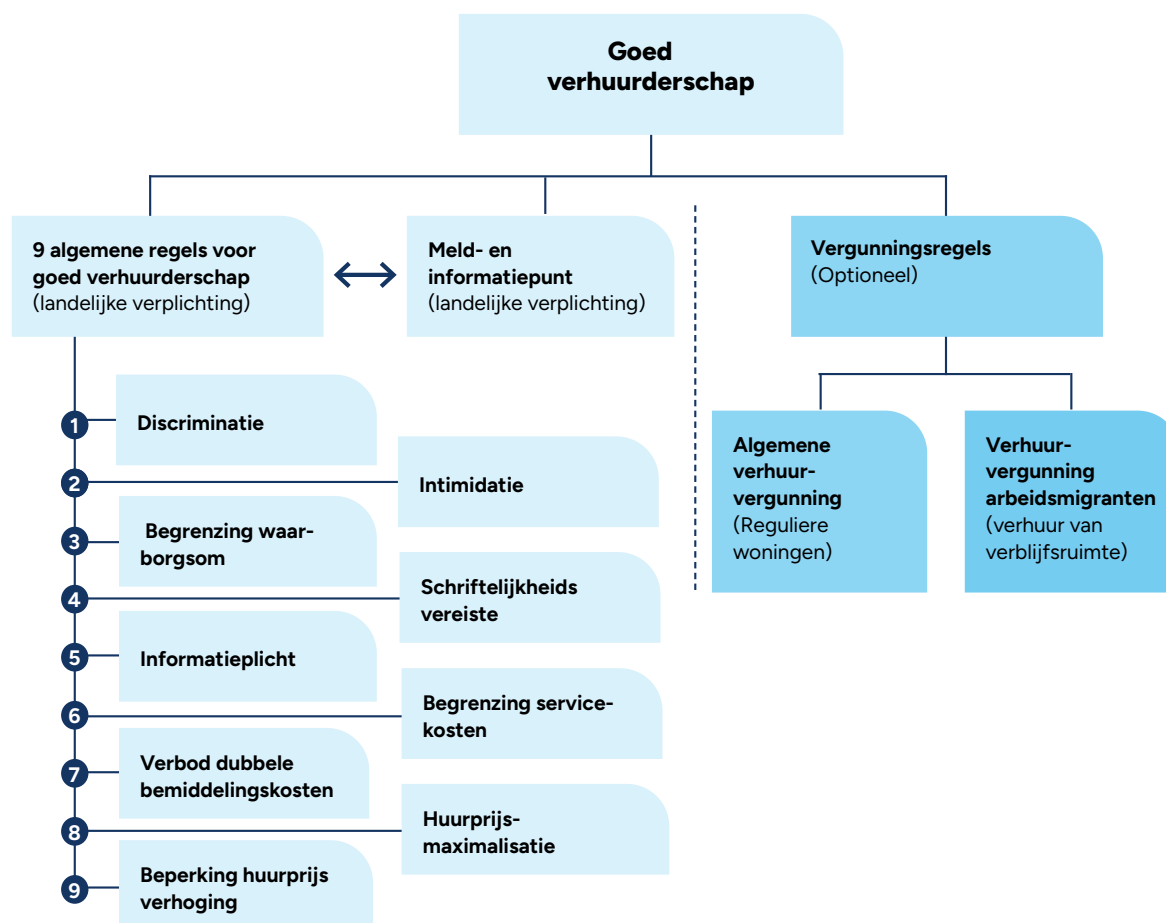 Goed
verhuurderschap
9 algemene regels voor
goed verhuurderschap
(landelijke verplichting)
Meld- en
informatiepunt
(landelijke verplichting)
Vergunningsregels
(Optioneel)
Algemene
verhuur-
vergunning
(Reguliere
woningen)
Verhuur-
vergunning
arbeidsmigranten
(verhuur van
verblijfsruimte)
1
Discriminatie
2
Intimidatie
3
Begrenzing waar-
borgsom
4
Schriftelijkheids
vereiste
5
Informatieplicht
6
Begrenzing service-
kosten
7
Verbod dubbele
bemiddelingskosten
8
Huurprijs-
maximalisatie
9
Beperking huurprijs
verhoging